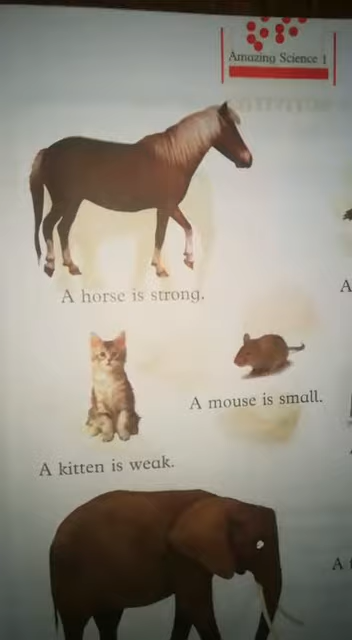 Amazing Science 1
A horse is strong.
A mouse is small.
A kitten is weak.
A
A